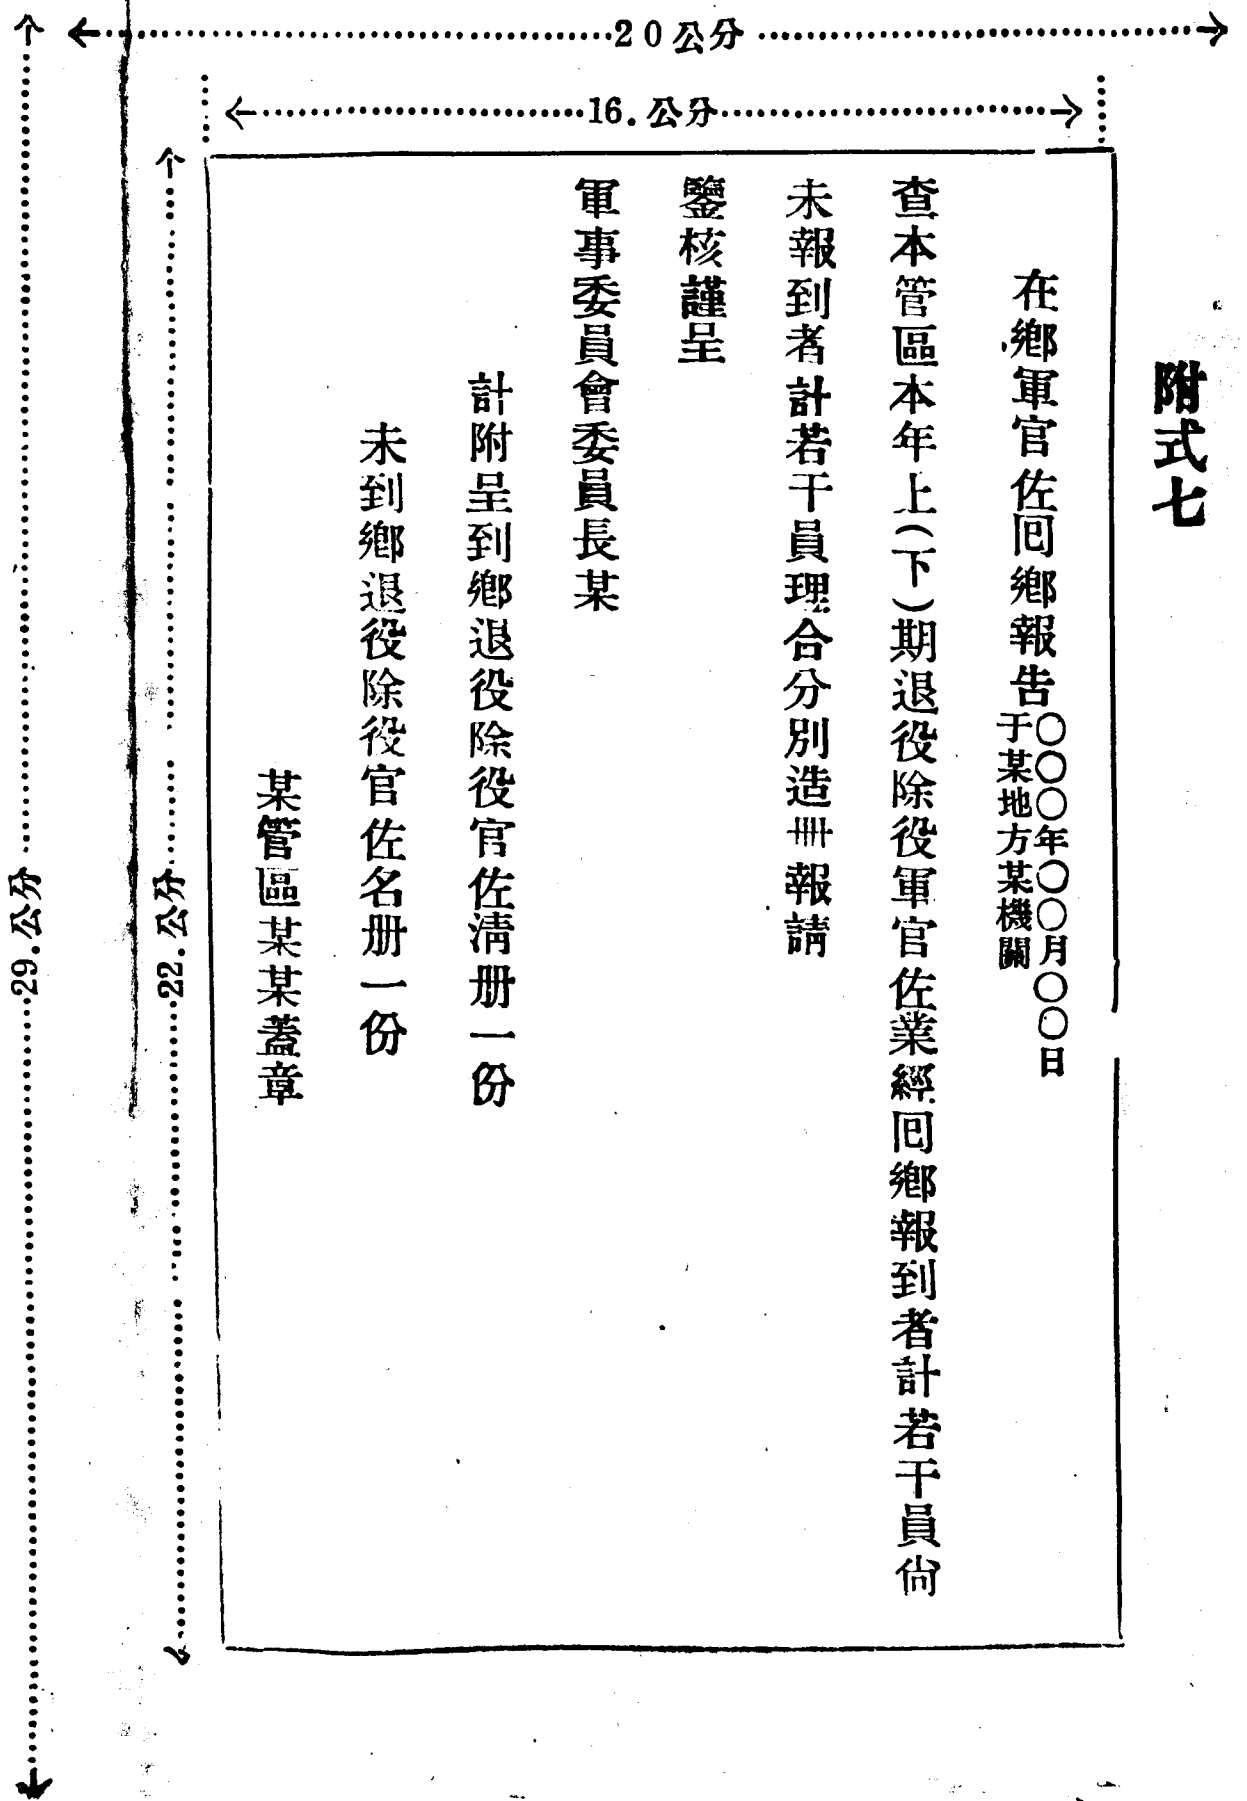 20公分
16.公分
附式七
在鄉軍官佐囘鄉報告
〇〇〇年〇〇月〇〇日
于某地方某機關
查本管區本年上(下)期退役除役軍官佐業經囘鄉報到者計若干員尙
未報到者計若干員理合分別造冊報請
鑒核謹呈
軍事委員會委員長某
計附呈到鄉退役除役官佐淸册一份
未到鄉退役除役官佐名册一份
某管區某某蓋章
22.公分
29.公分